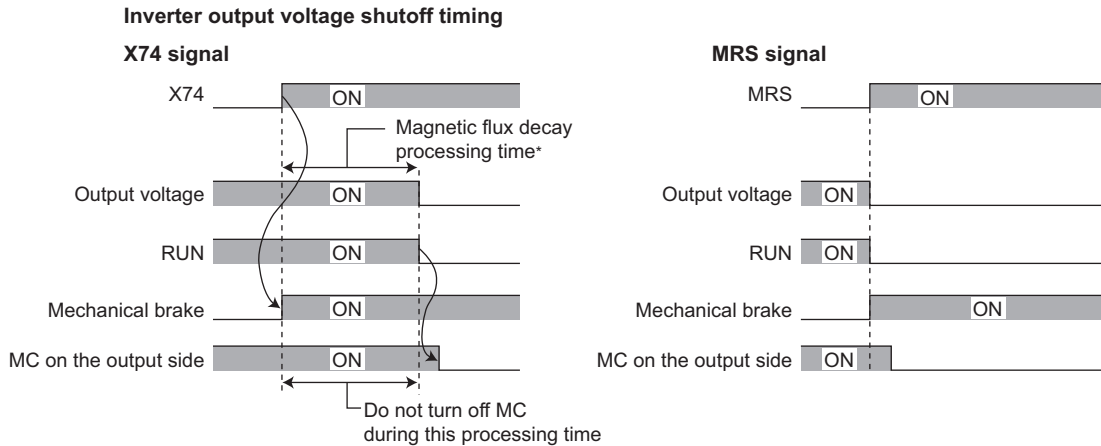 Inverter output voltage shutoff timing
X74 signal
X74
ON
Magnetic flux decay
processing time*
Output voltage
ON
RUN
ON
Mechanical brake
ON
MC on the output side
ON
Do not turn off MC
during this processing time
MRS signal
MRS
ON
Output voltage
ON
RUN
ON
Mechanical brake
ON
MC on the output side
ON